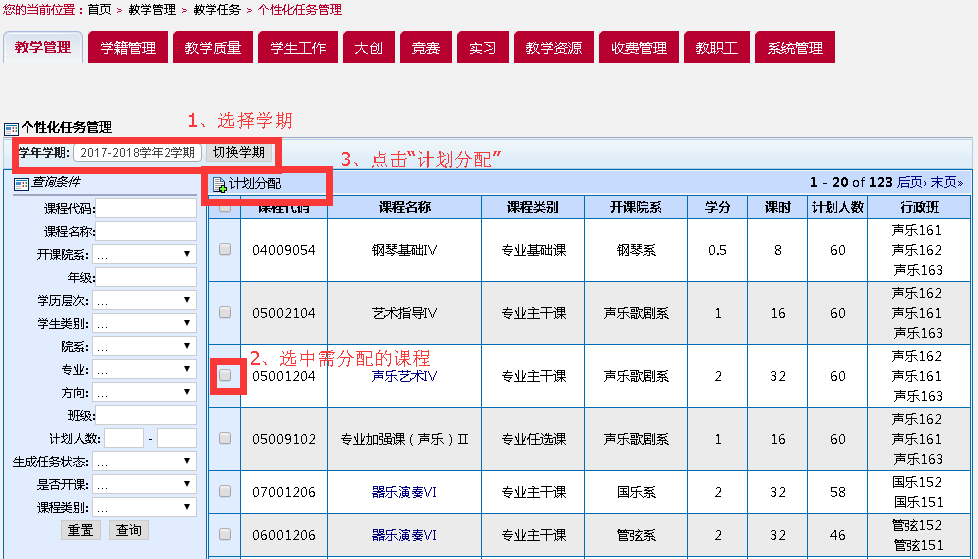 您的当前位置：首页 > 教学管理 > 教学任务 > 个性化任务管理
教学管理 学籍管理 教学质量 学生工作 大创 竞赛 实习 教学资源 收费管理 教职工 系统管理
个性化任务管理
1、选择学期
学年学期: 2017-2018学年2学期 切换学期
3、点击“计划分配”
查询条件
计划分配
1 - 20 of 123 后页› 末页»
课程代码:
课程名称:
开课院系: ...
年级:
学历层次: ...
学生类别: ...
院系: ...
专业: ...
方向: ...
班级:
计划人数: -
生成任务状态: ...
是否开课: ...
课程类别: ...
重置 查询
课程代码 课程名称 课程类别 开课院系 学分 课时 计划人数 行政班
04009054 钢琴基础IV 专业基础课 钢琴系 0.5 8 60 声乐161
声乐162
声乐163
05002104 艺术指导IV 专业主干课 声乐歌剧系 1 16 60 声乐162
声乐161
声乐163
2、选中需分配的课程
05001204 声乐艺术IV 专业主干课 声乐歌剧系 2 32 60 声乐162
声乐161
声乐163
05009102 专业加强课（声乐）II 专业任选课 声乐歌剧系 1 16 60 声乐162
声乐161
声乐163
07001206 器乐演奏VI 专业主干课 国乐系 2 32 58 国乐152
国乐151
06001206 器乐演奏VI 专业主干课 管弦系 2 32 46 管弦152
管弦151